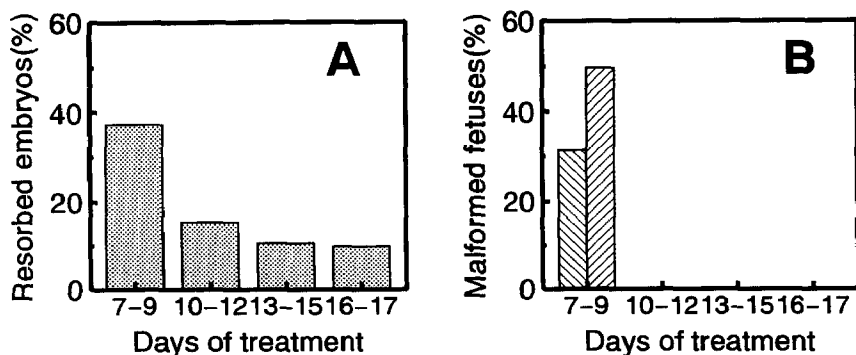 A
Resorbed embryos(%)
60
40
20
0
7-9 10-12 13-15 16-17
Days of treatment
B
Malformed fetuses(%)
60
40
20
0
7-9 10-12 13-15 16-17
Days of treatment